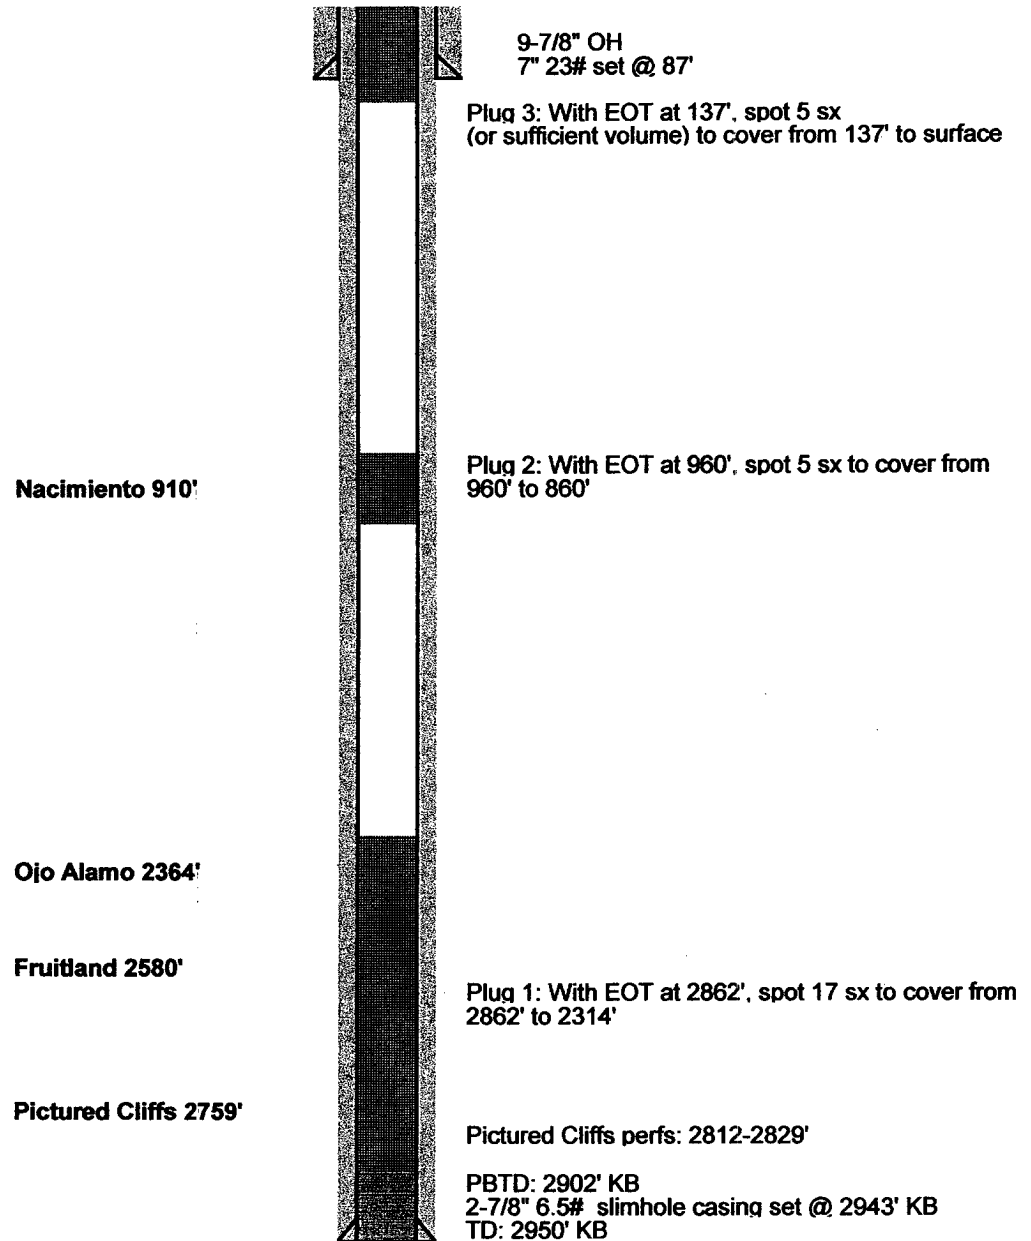 9-7/8" OH
7" 23# set @ 87'
Plug 3: With EOT at 137', spot 5 sx
(or sufficient volume) to cover from 137' to surface
Nacimiento 910'
Plug 2: With EOT at 960', spot 5 sx to cover from
960' to 860'
Ojo Alamo 2364'
Fruitland 2580'
Plug 1: With EOT at 2862', spot 17 sx to cover from
2862' to 2314'
Pictured Cliffs 2759'
Pictured Cliffs perfs: 2812-2829'
PBTD: 2902' KB
2-7/8" 6.5# slimhole casing set @ 2943' KB
TD: 2950' KB